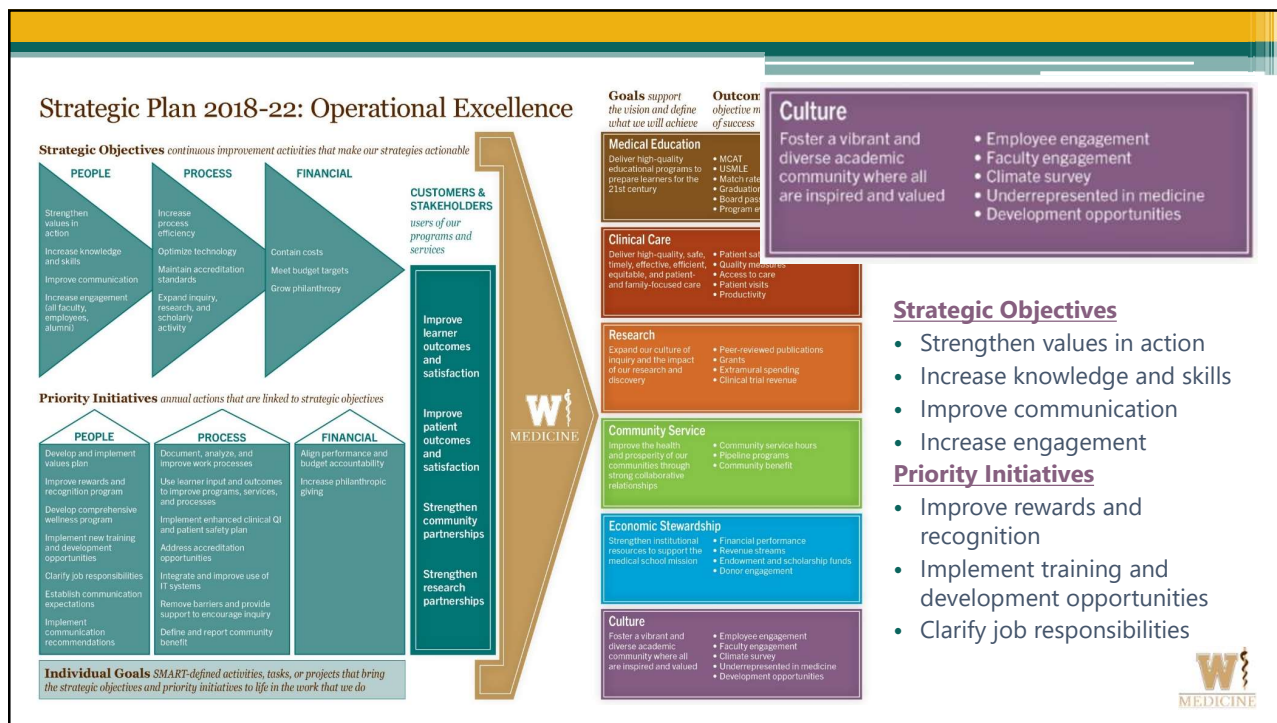 Strategic Plan 2018-22: Operational Excellence
Strategic Objectives continuous improvement activities that make our strategies actionable
PEOPLE
Strengthen
values in
action
Increase knowledge
and skills
Improve communication
Increase engagement
(all faculty,
employees,
alumni)
PROCESS
Increase
process
efficiency
Optimize technology
Maintain accreditation
standards
Expand inquiry,
research, and
scholarly
activity
FINANCIAL
Contain costs
Meet budget targets
Grow philanthropy
Priority Initiatives annual actions that are linked to strategic objectives
PEOPLE
Develop and implement
values plan
Improve rewards and
recognition program
Develop comprehensive
wellness program
Implement new training
and development
opportunities
Clarify job responsibilities
Establish communication
expectations
Implement
communication
recommendations
PROCESS
Document, analyze, and
improve work processes
Use learner input and outcomes
to improve programs, services,
and processes
Implement enhanced clinical QI
and patient safety plan
Address accreditation
opportunities
Integrate and improve use of
IT systems
Remove barriers and provide
support to encourage inquiry
Define and report community
benefit
FINANCIAL
Align performance and
budget accountability
Increase philanthropic
giving
Individual Goals SMART-defined activities, tasks, or projects that bring
the strategic objectives and priority initiatives to life in the work that we do
CUSTOMERS &
STAKEHOLDERS
users of our
programs and
services
Improve
learner
outcomes
and
satisfaction
Improve
patient
outcomes
and
satisfaction
Strengthen
community
partnerships
Strengthen
research
partnerships
W
MEDICINE
Goals support
the vision and define
what we will achieve
Outcom
objective m
of success
Medical Education
Deliver high-quality
educational programs to
prepare learners for the
21st century
• MCAT
• USMLE
• Match rate
• Graduation
• Board pas
• Program e
Clinical Care
Deliver high-quality, safe,
timely, effective, efficient,
equitable, and patient-
and family-focused care
• Patient sat
• Quality measures
• Access to care
• Patient visits
• Productivity
Research
Expand our culture of
inquiry and the impact
of our research and
discovery
• Peer-reviewed publications
• Grants
• Extramural spending
• Clinical trial revenue
Community Service
Improve the health
and prosperity of our
communities through
strong collaborative
relationships
• Community service hours
• Pipeline programs
• Community benefit
Economic Stewardship
Strengthen institutional
resources to support the
medical school mission
• Financial performance
• Revenue streams
• Endowment and scholarship funds
• Donor engagement
Culture
Foster a vibrant and
diverse academic
community where all
are inspired and valued
• Employee engagement
• Faculty engagement
• Climate survey
• Underrepresented in medicine
• Development opportunities
Culture
Foster a vibrant and
diverse academic
community where all
are inspired and valued
• Employee engagement
• Faculty engagement
• Climate survey
• Underrepresented in medicine
• Development opportunities
Strategic Objectives
• Strengthen values in action
• Increase knowledge and skills
• Improve communication
• Increase engagement
Priority Initiatives
• Improve rewards and
recognition
• Implement training and
development opportunities
• Clarify job responsibilities
W
MEDICINE